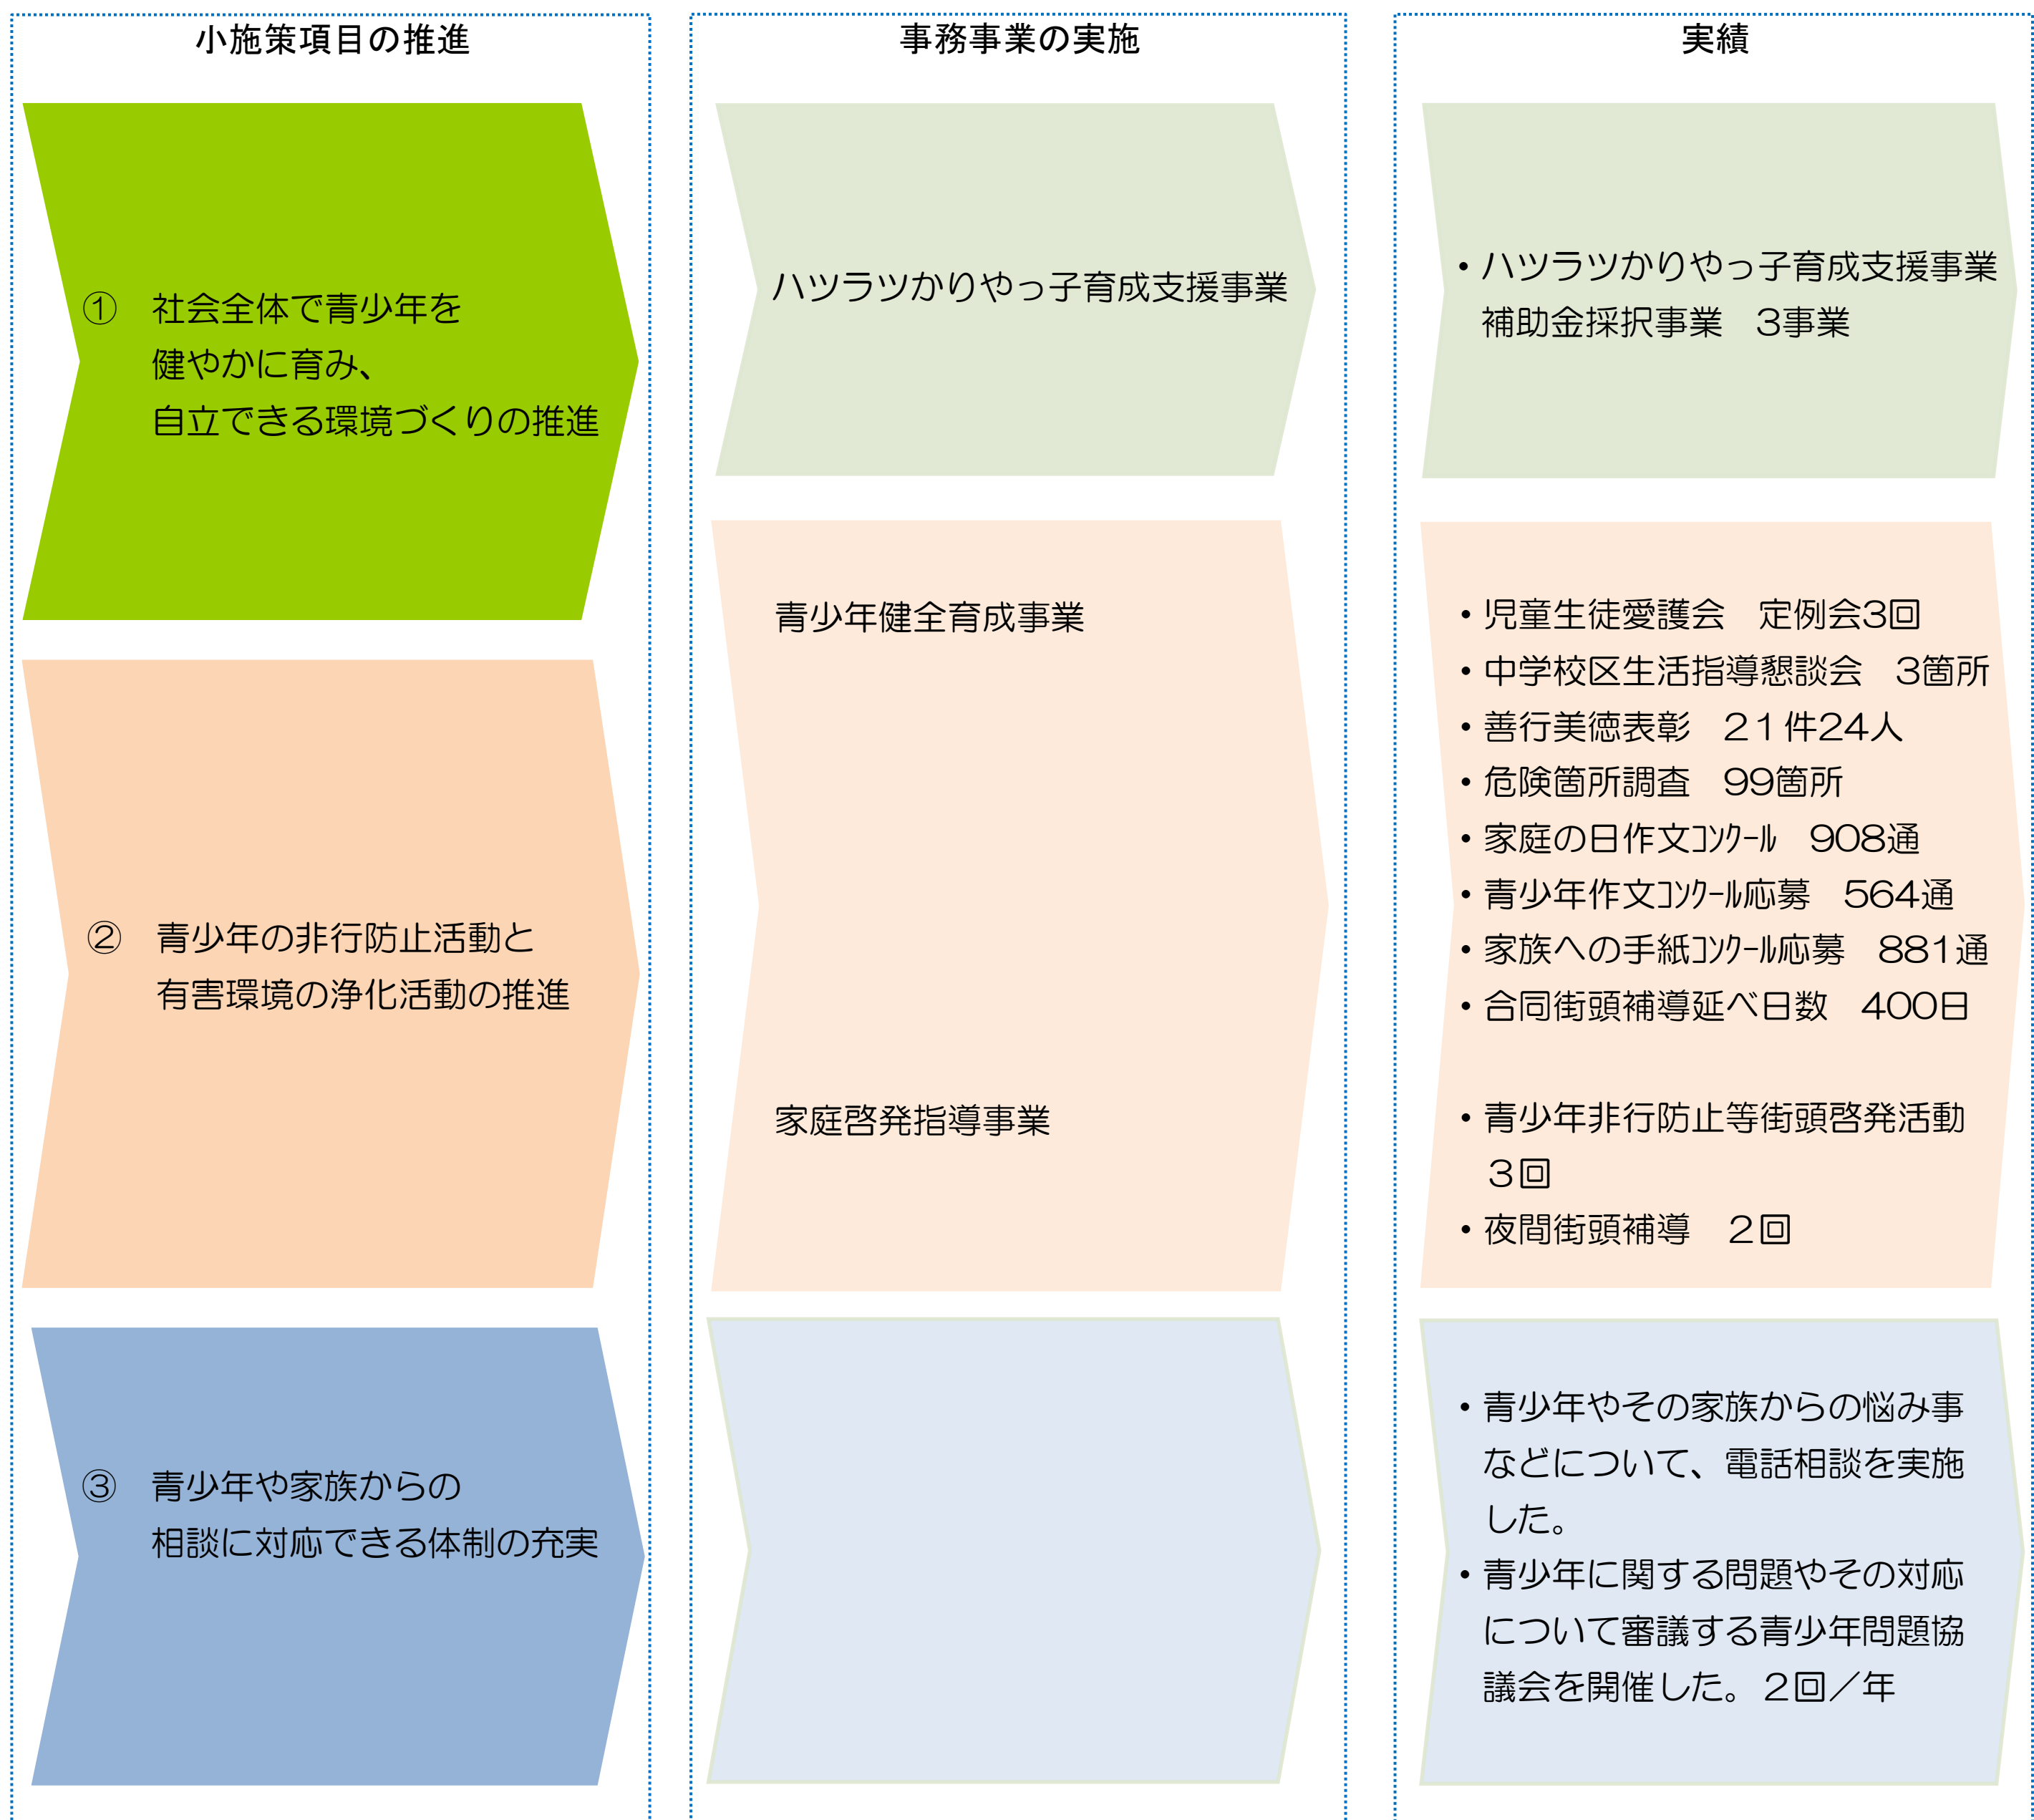 小施策項目の推進
① 社会全体で青少年を
健やかに育み、
自立できる環境づくりの推進
② 青少年の非行防止活動と
有害環境の浄化活動の推進
③ 青少年や家族からの
相談に対応できる体制の充実
事務事業の実施
ハツラツかりやっ子育成支援事業
青少年健全育成事業
家庭啓発指導事業
実績
・ハツラツかりやっ子育成支援事業
補助金採択事業 3事業
・児童生徒愛護会 定例会3回
・中学校区生活指導懇談会 3箇所
・善行美徳表彰 21件24人
・危険箇所調査 99箇所
・家庭の日作文ｺﾝｸｰﾙ 908通
・青少年作文ｺﾝｸｰﾙ応募 564通
・家族への手紙ｺﾝｸｰﾙ応募 881通
・合同街頭補導延べ日数 400日
・青少年非行防止等街頭啓発活動
３回
・夜間街頭補導 ２回
・青少年やその家族からの悩み事
などについて、電話相談を実施
した。
・青少年に関する問題やその対応
について審議する青少年問題協
議会を開催した。２回／年